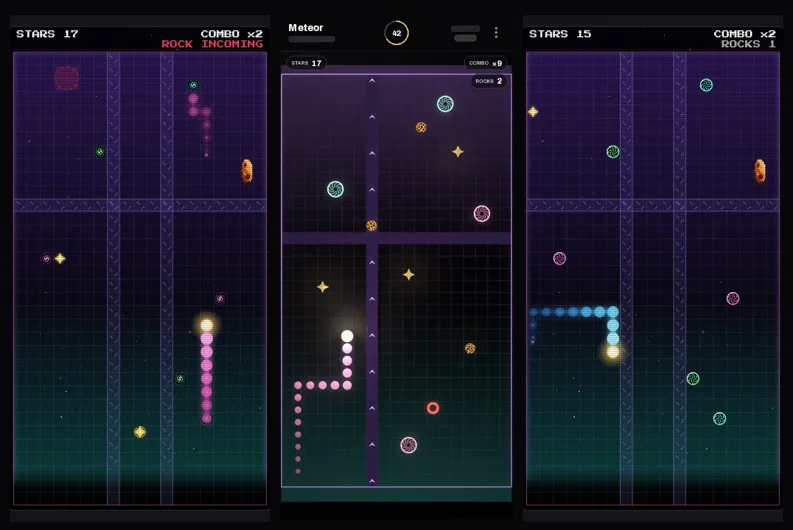 STARS 17
COMBO x2
ROCK INCOMING
Meteor
42
STARS 17
COMBO x9
ROCKS 2
STARS 15
COMBO x2
ROCKS 1